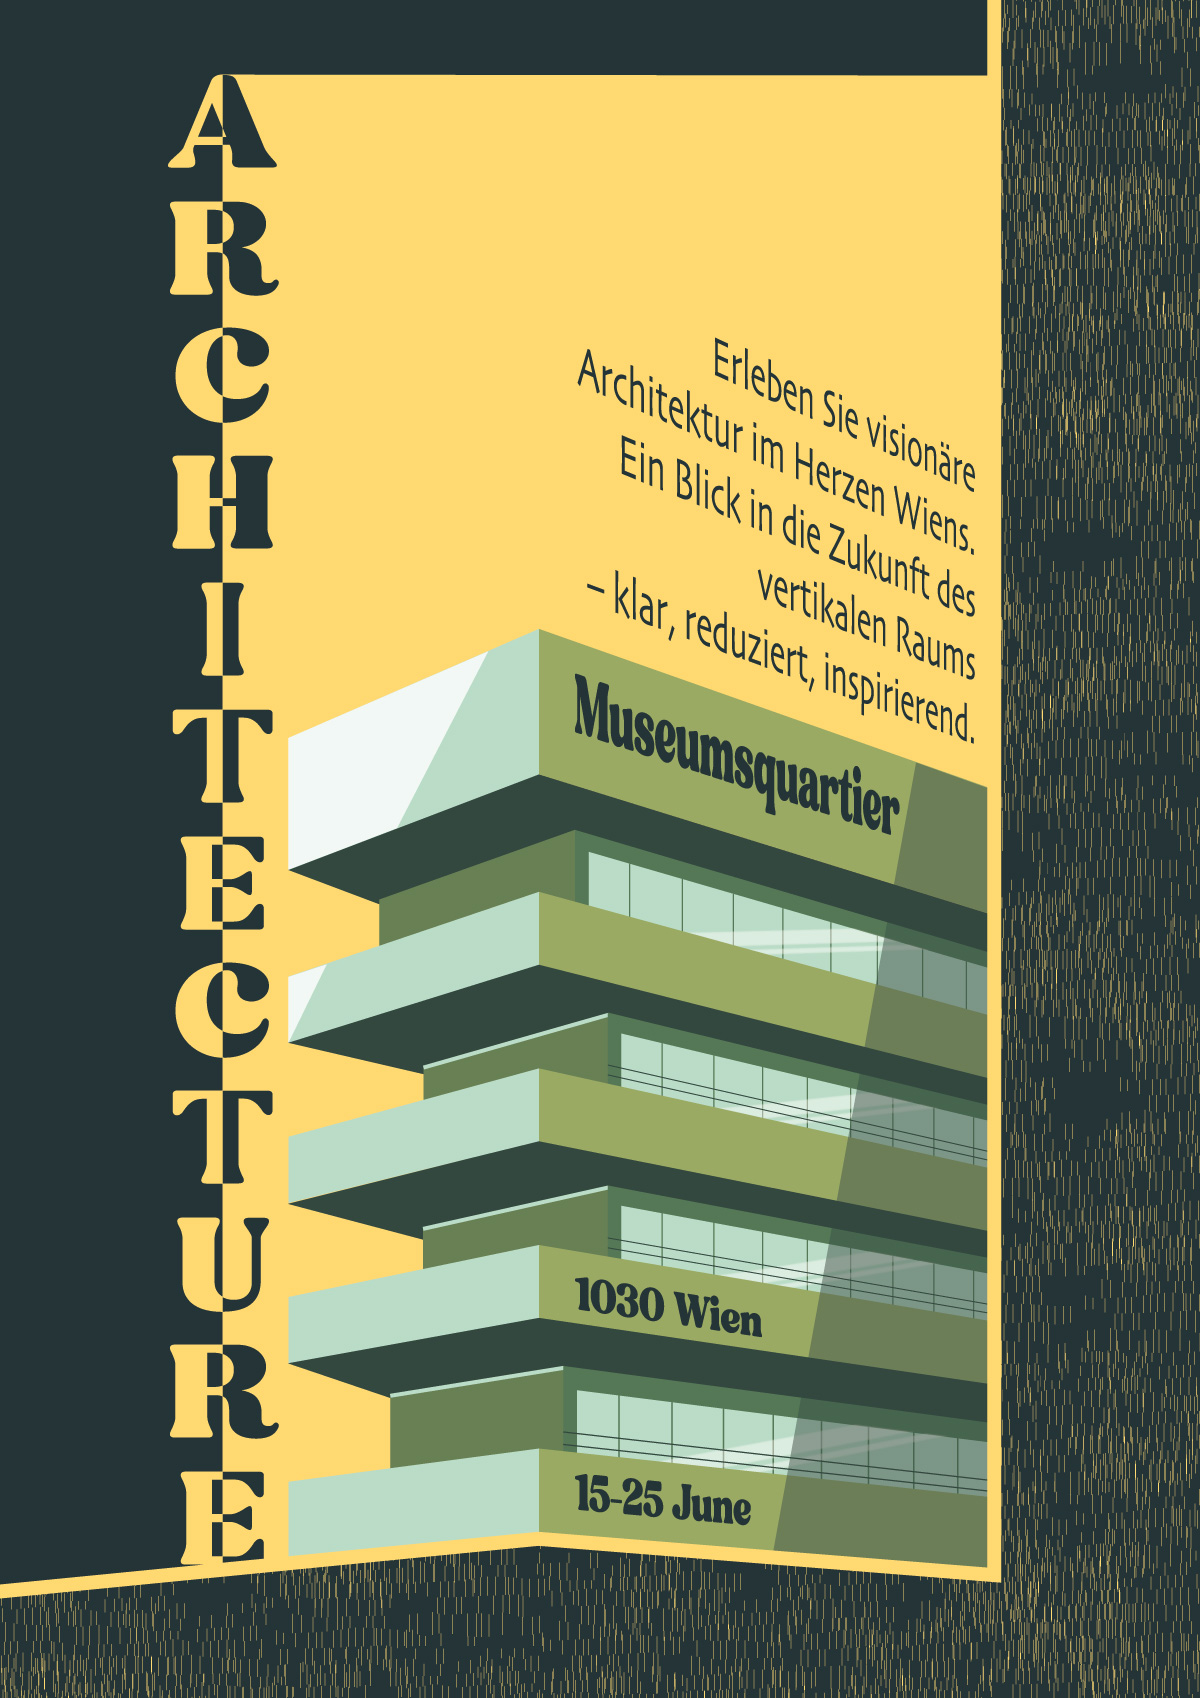 ARCHITECTURE
Erleben Sie visionäre
Architektur im Herzen Wiens.
Ein Blick in die Zukunft des
vertikalen Raums
– klar, reduziert, inspirierend.
Museumsquartier
1030 Wien
15-25 June